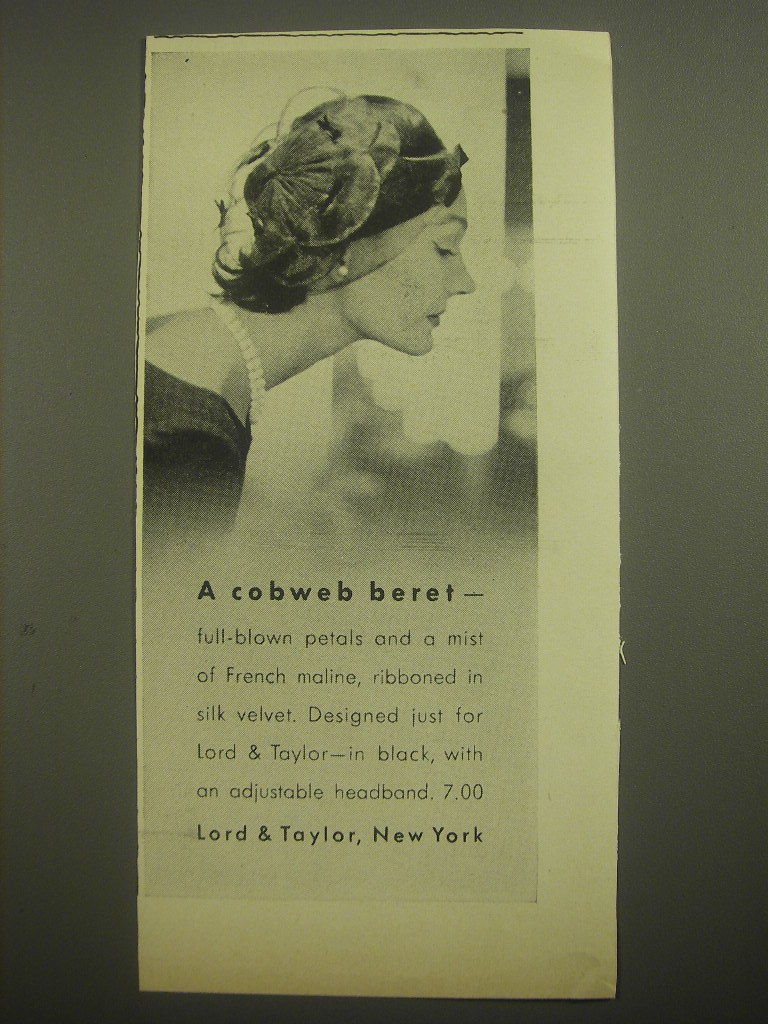 A cobweb beret —
full-blown petals and a mist
of French maline, ribboned in
silk velvet. Designed just for
Lord & Taylor—in black, with
an adjustable headband. 7.00
Lord & Taylor, New York